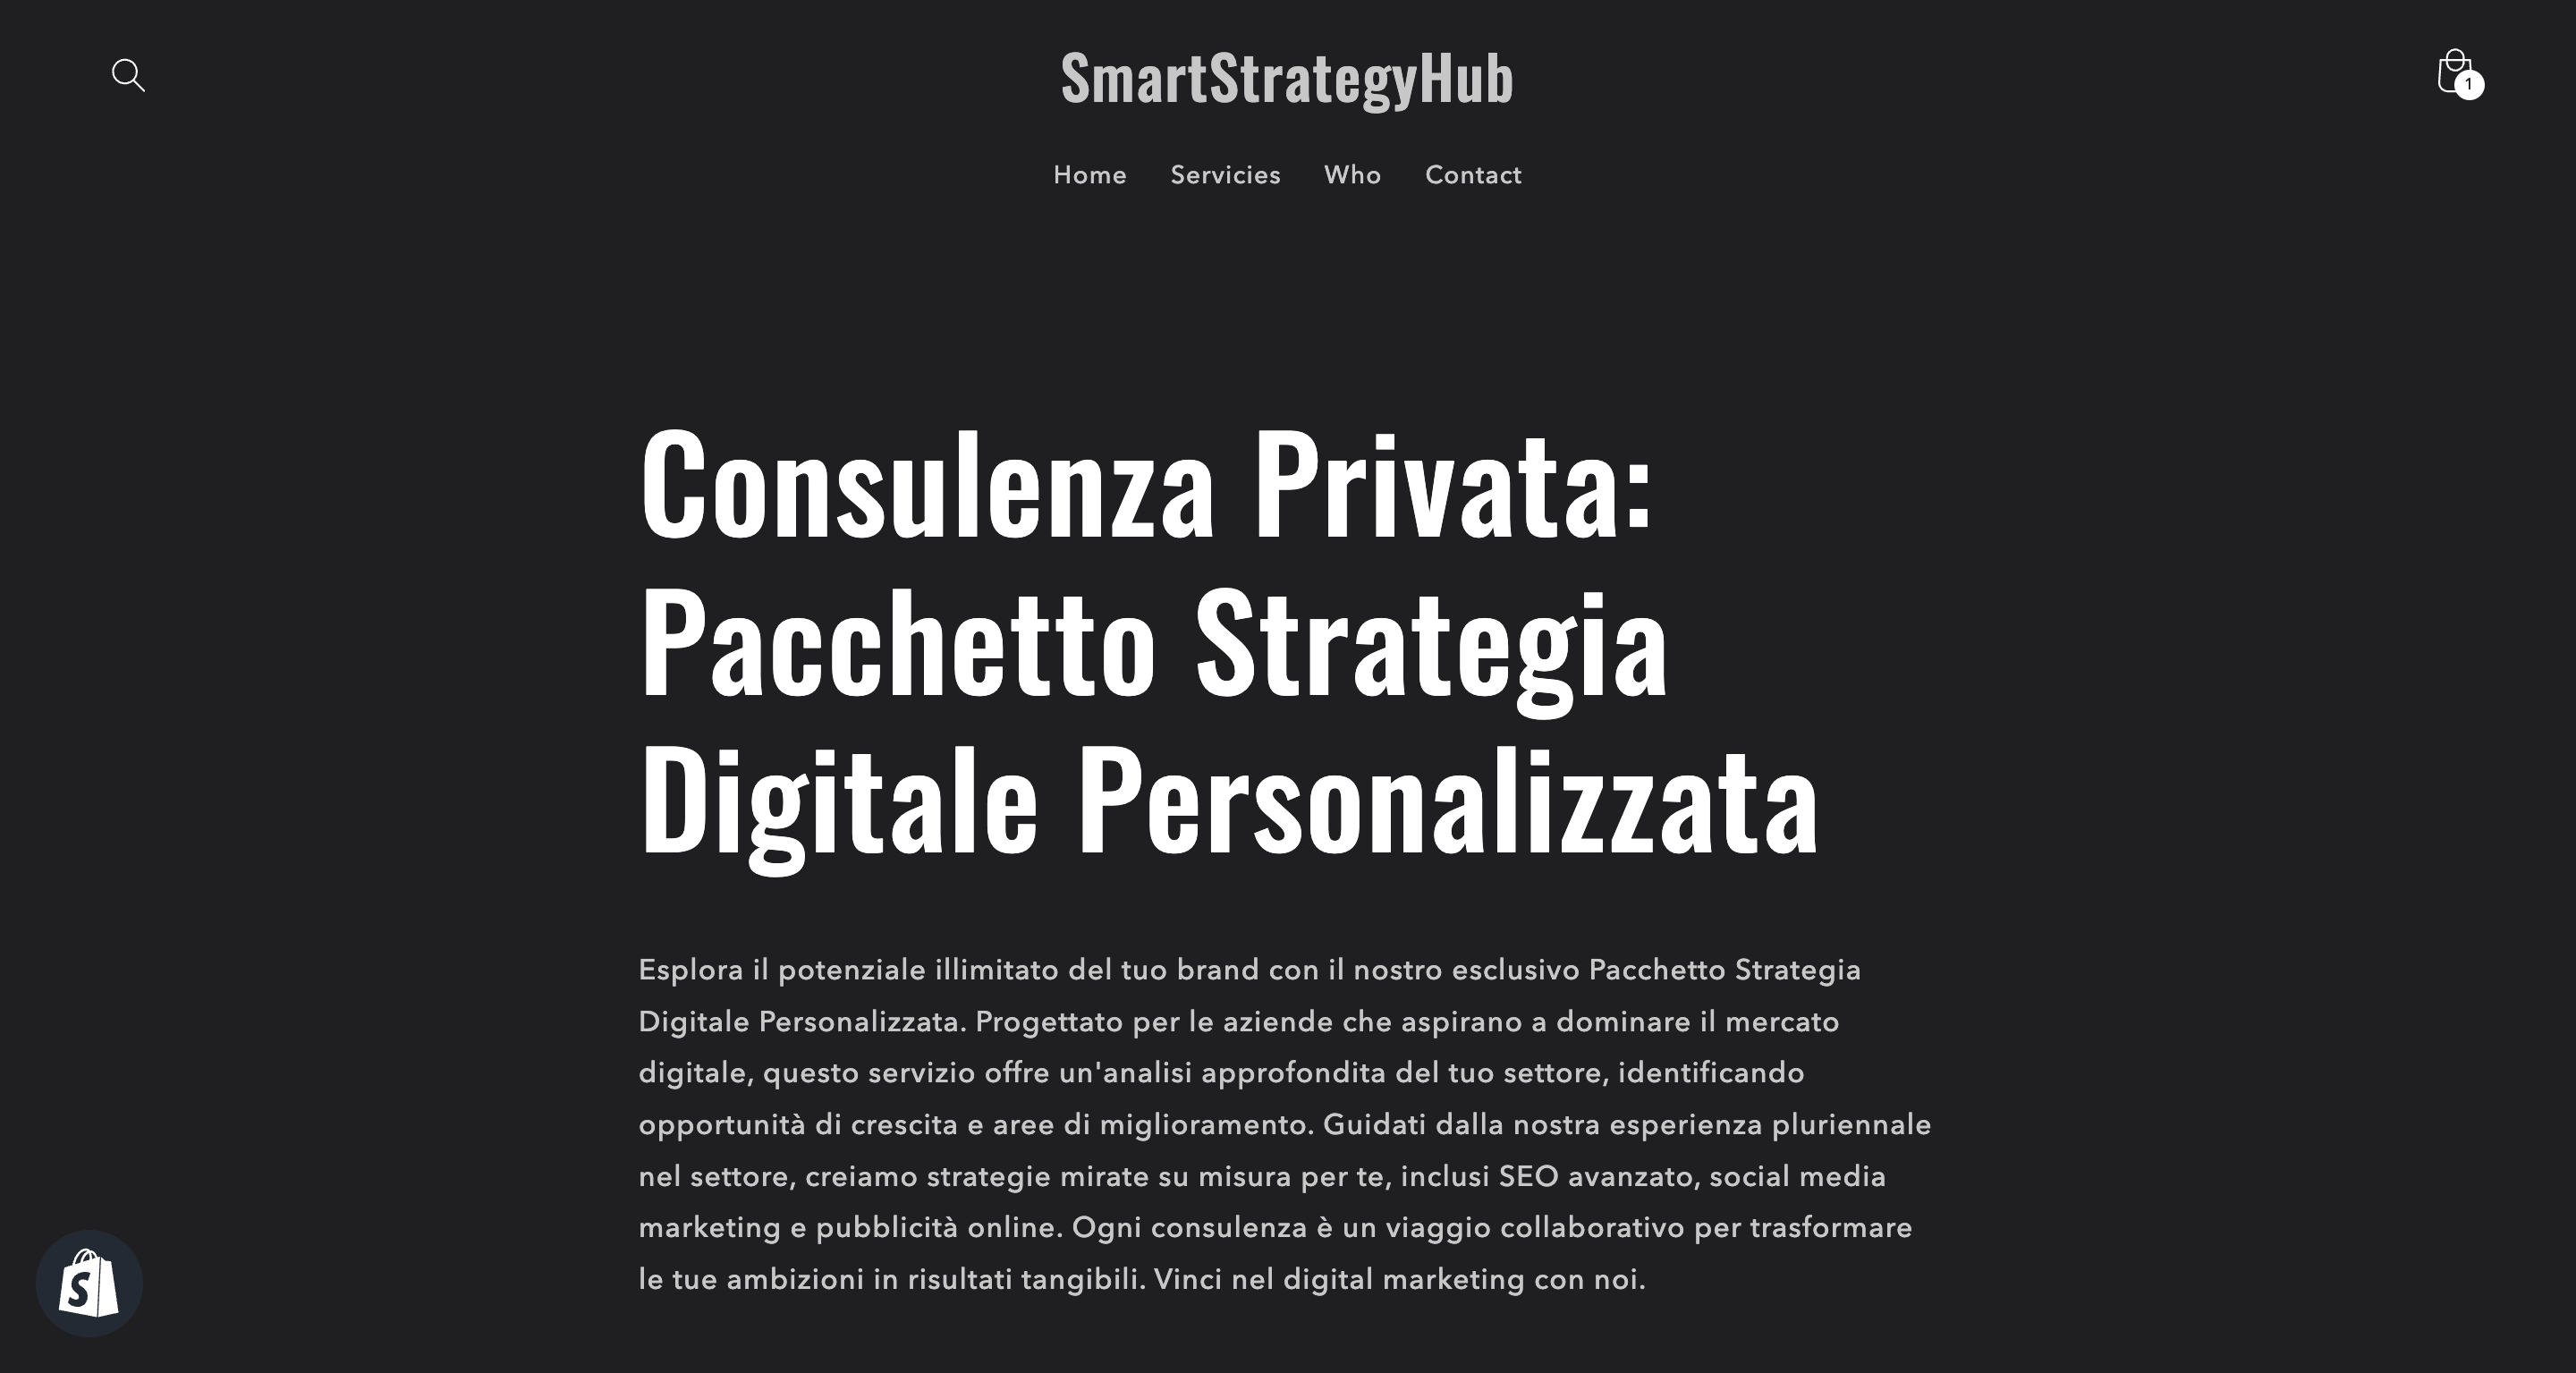 SmartStrategyHub
1
Home Servicies Who Contact
Consulenza Privata:
Pacchetto Strategia
Digitale Personalizzata
Esplora il potenziale illimitato del tuo brand con il nostro esclusivo Pacchetto Strategia
Digitale Personalizzata. Progettato per le aziende che aspirano a dominare il mercato
digitale, questo servizio offre un'analisi approfondita del tuo settore, identificando
opportunità di crescita e aree di miglioramento. Guidati dalla nostra esperienza pluriennale
nel settore, creiamo strategie mirate su misura per te, inclusi SEO avanzato, social media
marketing e pubblicità online. Ogni consulenza è un viaggio collaborativo per trasformare
le tue ambizioni in risultati tangibili. Vinci nel digital marketing con noi.
S